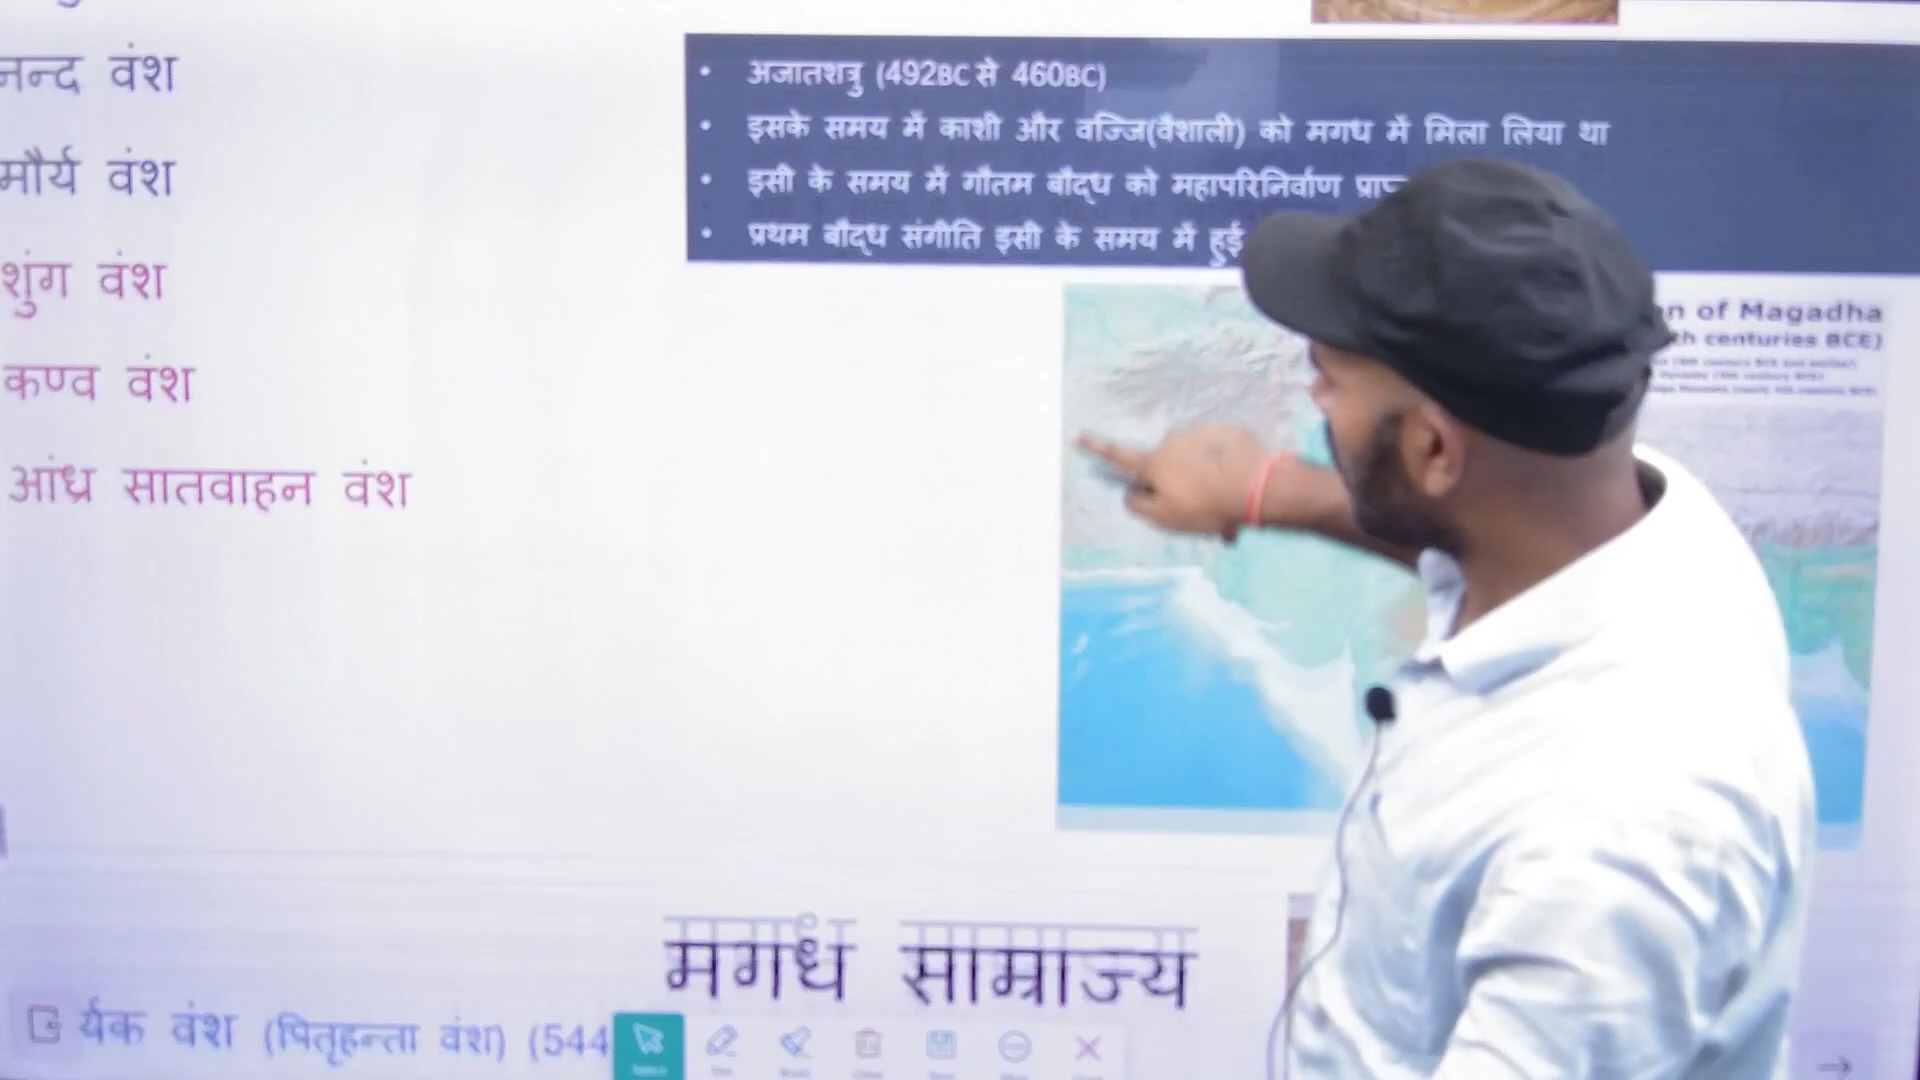 नन्द वंश
मौर्य वंश
शुंग वंश
कण्व वंश
आंध्र सातवाहन वंश
• अजातशत्रु (492BC से 460BC)
• इसके समय में काशी और वज्जि(वैशाली) को मगध में मिला लिया था
• इसी के समय में गौतम बौद्ध को महापरिनिर्वाण
• प्रथम बौद्ध संगीति इसी के समय में हुई
of Magadha
centuries BCE)
मगध साम्राज्य
र्यक वंश (पितृहन्ता वंश) (544
Select